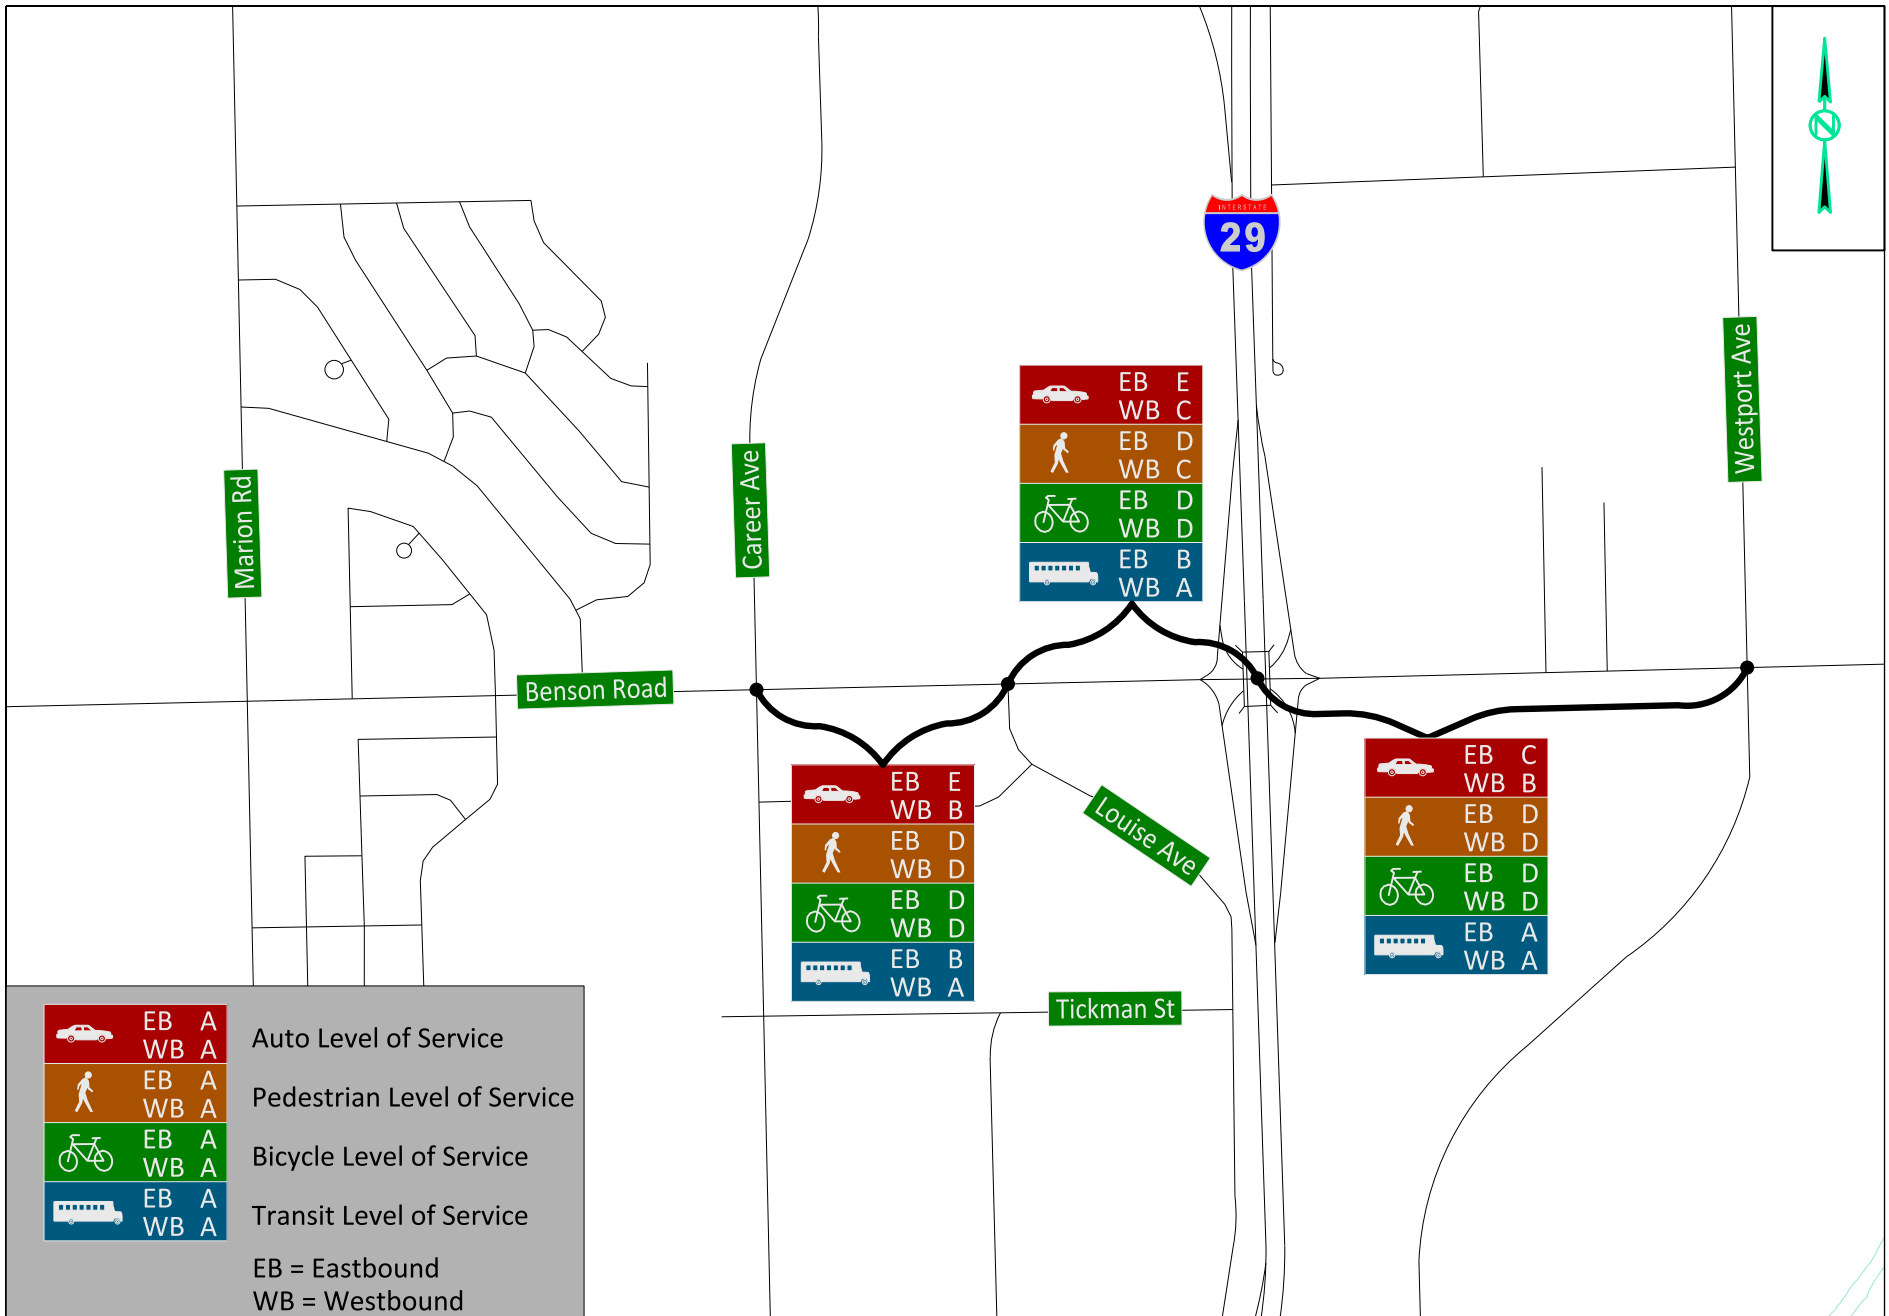 INTERSTATE
29
N
Westport Ave
EB E
WB C
EB D
WB C
EB D
WB D
EB B
WB A
Career Ave
Marion Rd
Benson Road
EB E
WB B
EB D
WB D
EB D
WB D
EB B
WB A
Louise Ave
EB C
WB B
EB D
WB D
EB D
WB D
EB A
WB A
Tickman St
EB A
WB A
Auto Level of Service
EB A
WB A
Pedestrian Level of Service
EB A
WB A
Bicycle Level of Service
EB A
WB A
Transit Level of Service
EB = Eastbound
WB = Westbound